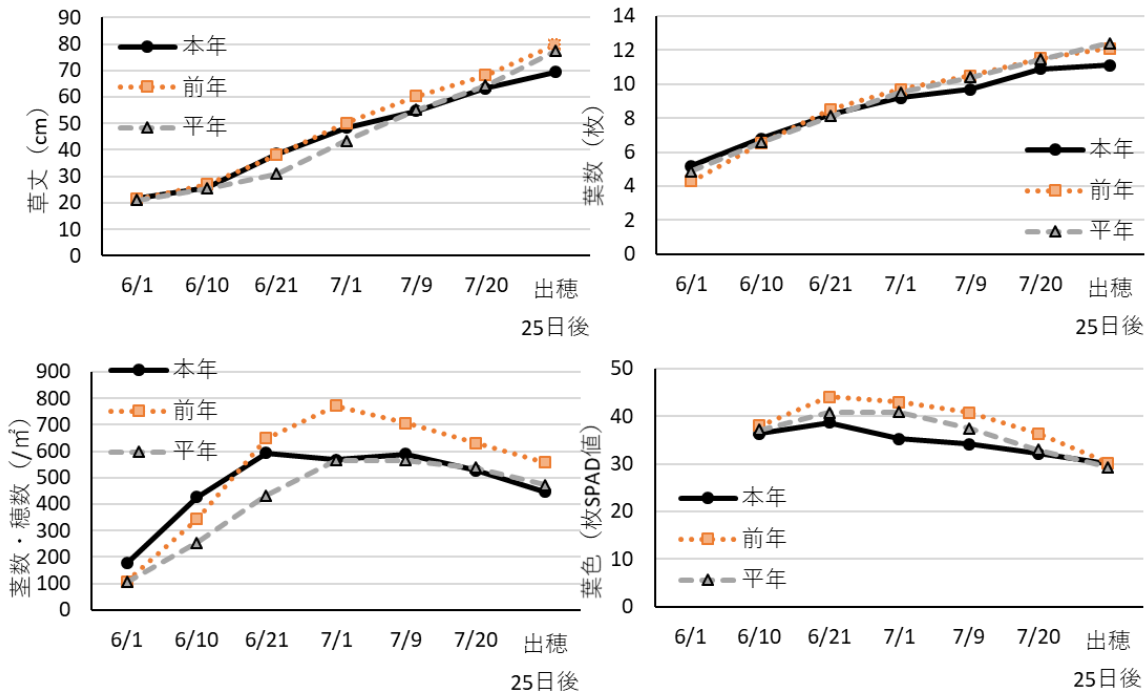 草丈（cm）
90
80
70
60
50
40
30
20
10
0
本年
前年
平年
6/1 6/10 6/21 7/1 7/9 7/20 出穂
25日後
葉数（枚）
14
12
10
8
6
4
2
0
本年
前年
平年
6/1 6/10 6/21 7/1 7/9 7/20 出穂
25日後
茎数・穂数（/㎡）
900
800
700
600
500
400
300
200
100
0
本年
前年
平年
6/1 6/10 6/21 7/1 7/9 7/20 出穂
25日後
葉色（枚SPAD値）
50
40
30
20
10
0
本年
前年
平年
6/1 6/10 6/21 7/1 7/9 7/20 出穂
25日後